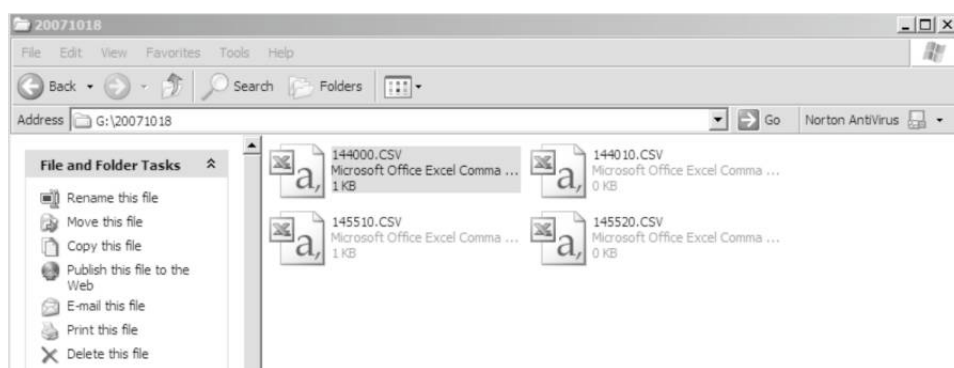 20071018
File Edit View Favorites Tools Help
Back Search Folders
Address G:\20071018 Go Norton AntiVirus
File and Folder Tasks
Rename this file
Move this file
Copy this file
Publish this file to the
Web
E-mail this file
Print this file
Delete this file
144000.CSV
Microsoft Office Excel Comma ...
1 KB
144010.CSV
Microsoft Office Excel Comma ...
0 KB
145510.CSV
Microsoft Office Excel Comma ...
1 KB
145520.CSV
Microsoft Office Excel Comma ...
0 KB